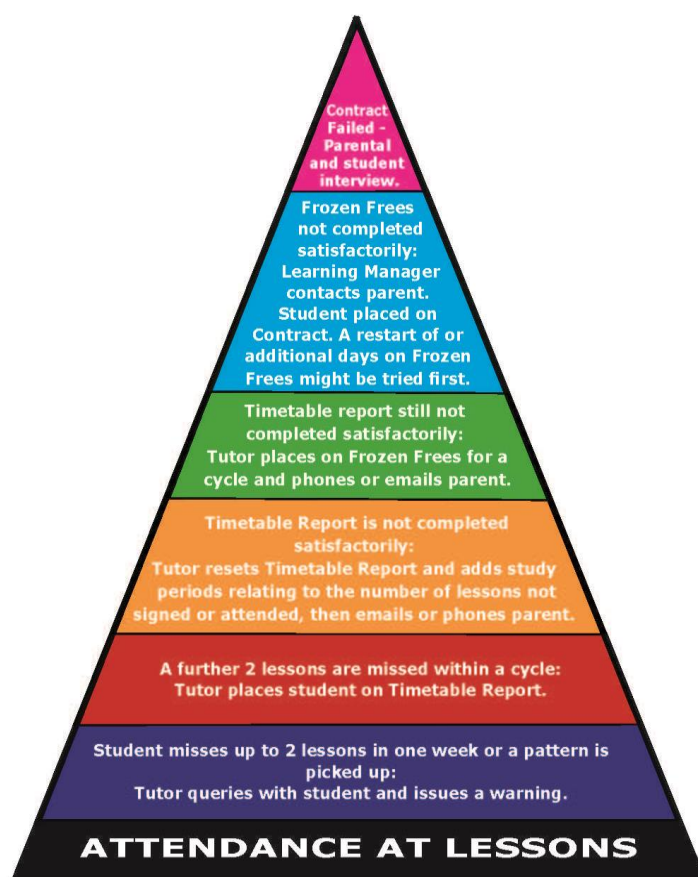 Contract
Failed -
Parental
and student
interview.
Frozen Frees
not completed
satisfactorily:
Learning Manager
contacts parent.
Student placed on
Contract. A restart of or
additional days on Frozen
Frees might be tried first.
Timetable report still not
completed satisfactorily:
Tutor places on Frozen Frees for a
cycle and phones or emails parent.
Timetable Report is not completed
satisfactorily:
Tutor resets Timetable Report and adds study
periods relating to the number of lessons not
signed or attended, then emails or phones parent.
A further 2 lessons are missed within a cycle:
Tutor places student on Timetable Report.
Student misses up to 2 lessons in one week or a pattern is
picked up:
Tutor queries with student and issues a warning.
ATTENDANCE AT LESSONS